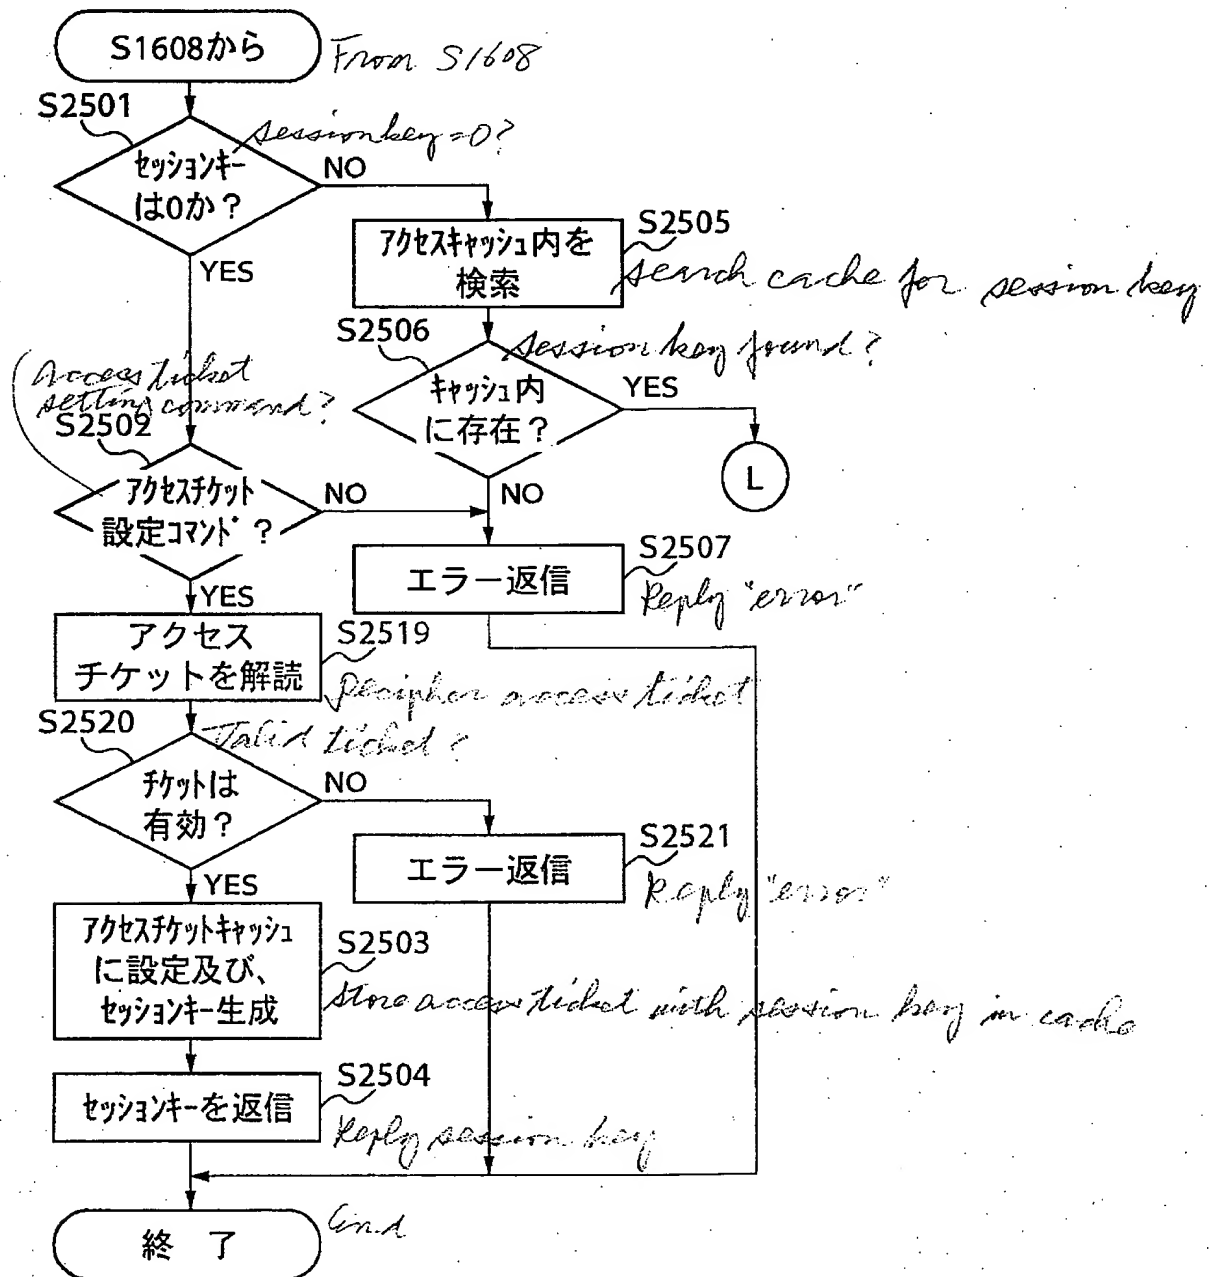 S1608から
From S1608
S2501
session key=0?
セッションキー
は0か？
NO
YES
アクセスキャッシュ内を
検索
S2505
search cache for session key
S2506
session key found?
キャッシュ内
に存在？
YES
L
NO
Access ticket
setting command?
S2502
アクセスチケット
設定コマンド？
NO
YES
エラー返信
S2507
Reply "error"
アクセス
チケットを解読
S2519
Decipher access ticket
S2520
Valid ticket?
チケットは
有効？
NO
YES
エラー返信
S2521
Reply "error"
アクセスチケットキャッシュ
に設定及び、
セッションキー生成
S2503
Store access ticket with session key in cache
セッションキーを返信
S2504
Reply session key
終 了
End